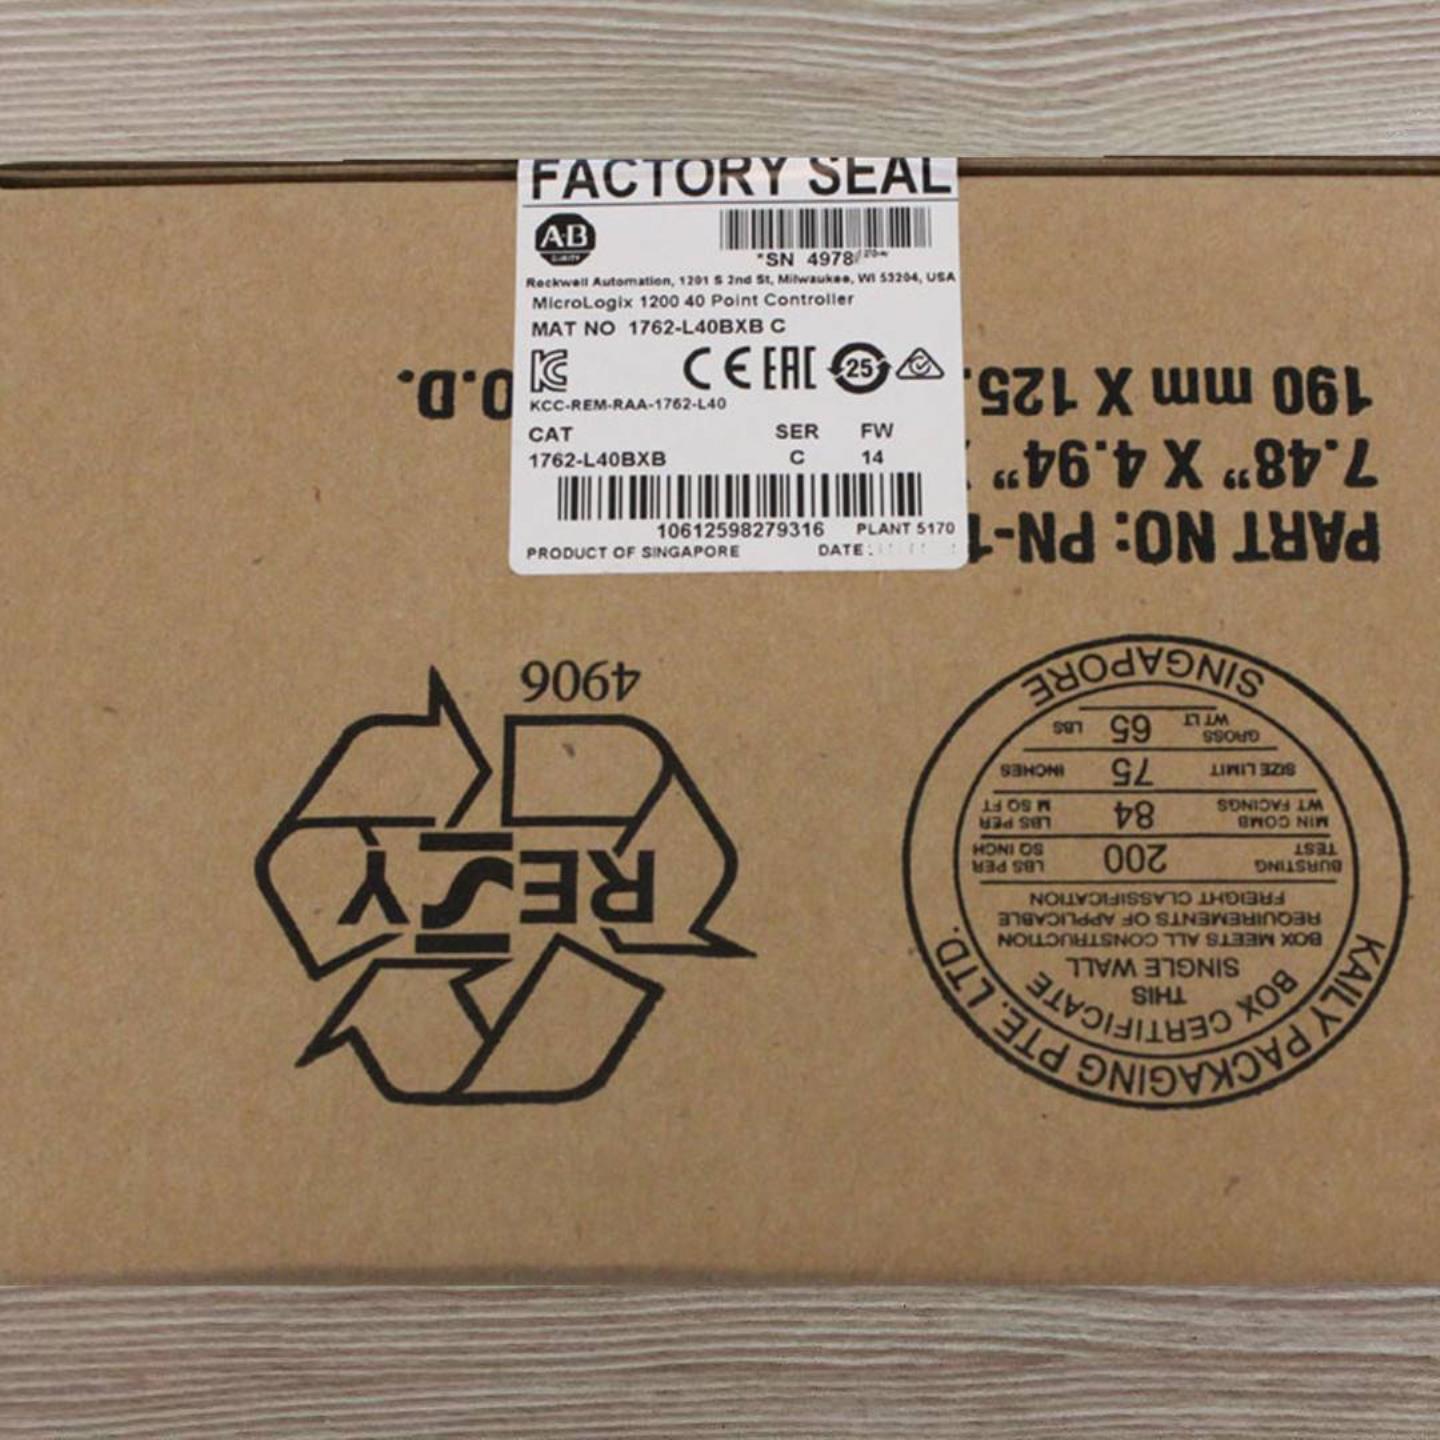 FACTORY SEAL
A·B
*SN 4978
Rockwell Automation, 1201 S 2nd St, Milwaukee, WI 53204, USA
MicroLogix 1200 40 Point Controller
MAT NO 1762-L40BXB C
CE EAC 25
KCC-REM-RAA-1762-L40
CAT SER FW
1762-L40BXB C 14
10612598279316 PLANT 5170
PRODUCT OF SINGAPORE DATE:
PART NO: PN-1
7.48" X 4.94"
190 mm X 125. O.D.
4906
RESY
KAILY PACKAGING PTE. LTD.
BOX CERTIFICATE
THIS
SINGLE WALL
BOX MEETS ALL CONSTRUCTION
REQUIREMENTS OF APPLICABLE
FREIGHT CLASSIFICATION
BURSTING TEST 200 LBS PER SQ INCH
MIN COMB WT FACINGS 84 LBS PER M SQ FT
SIZE LIMIT 75 INCHES
GROSS WT LT 65 LBS
SINGAPORE